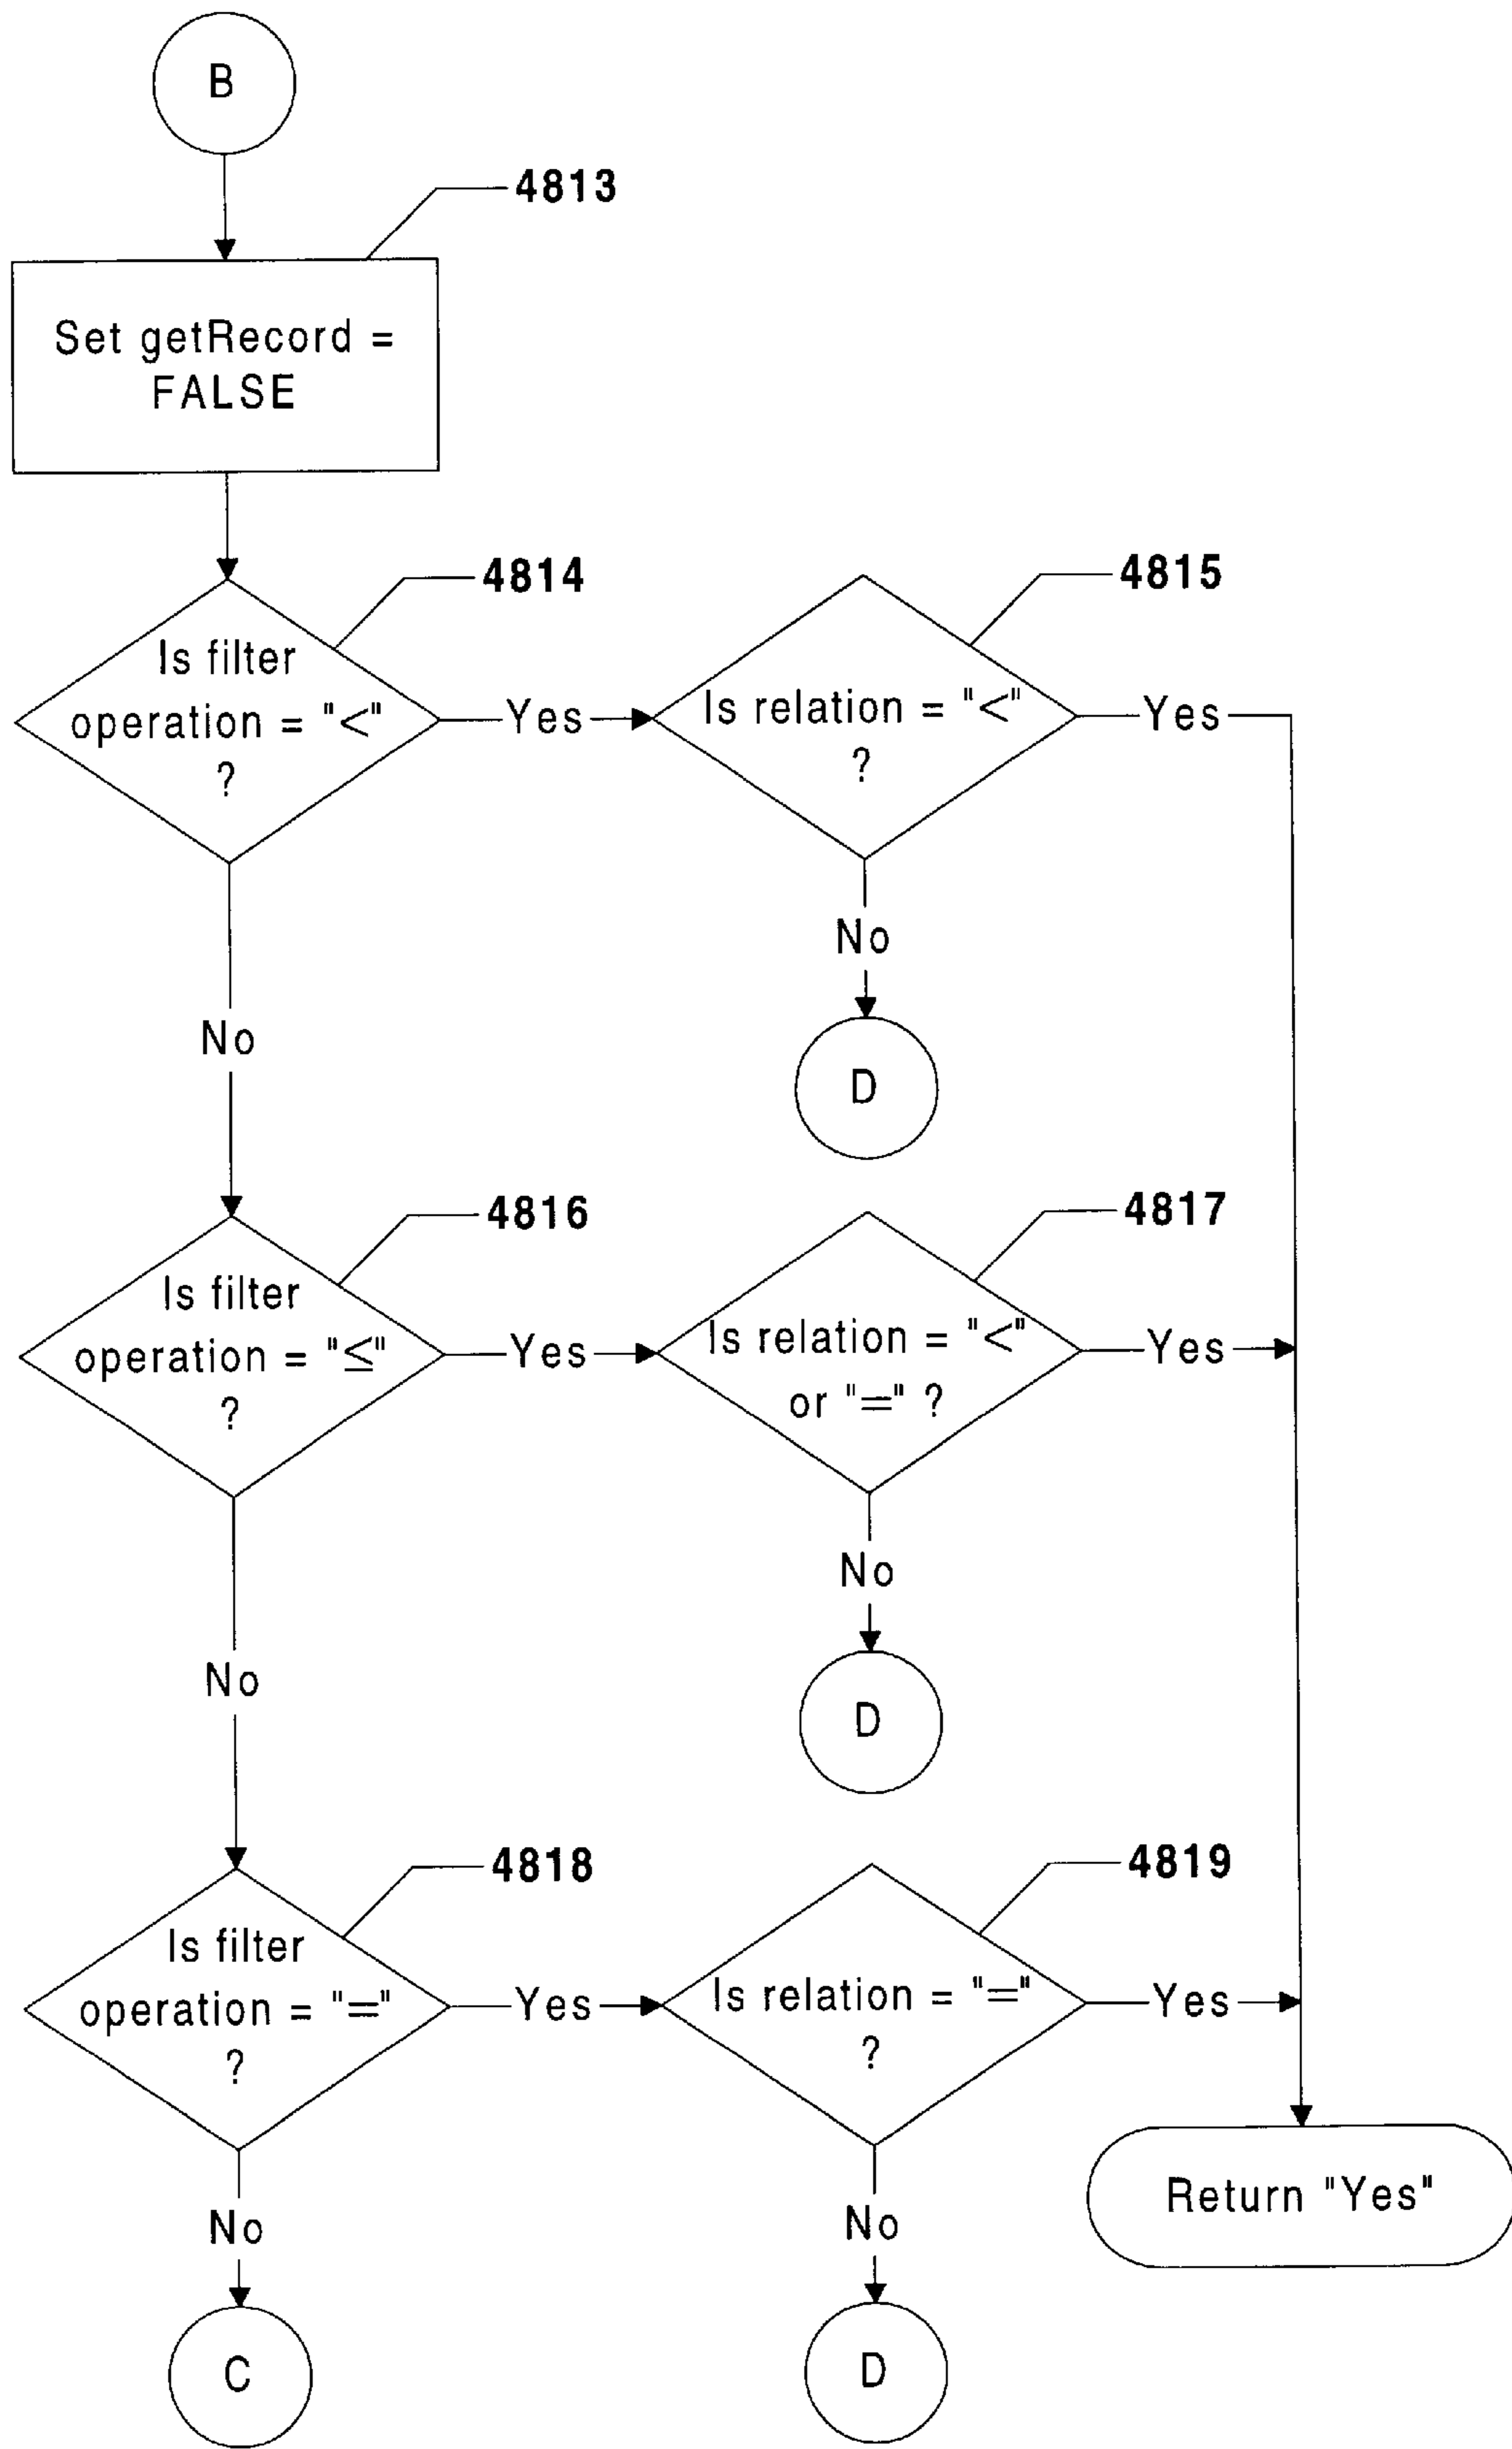 B
4813
Set getRecord =
FALSE
4814
Is filter
operation = "<"
?
Yes
4815
Is relation = "<"
?
Yes
No
D
No
4816
Is filter
operation = "≤"
?
Yes
4817
Is relation = "<"
or "=" ?
Yes
No
D
No
4818
Is filter
operation = "="
?
Yes
4819
Is relation = "="
?
Yes
Return "Yes"
No
C
No
D